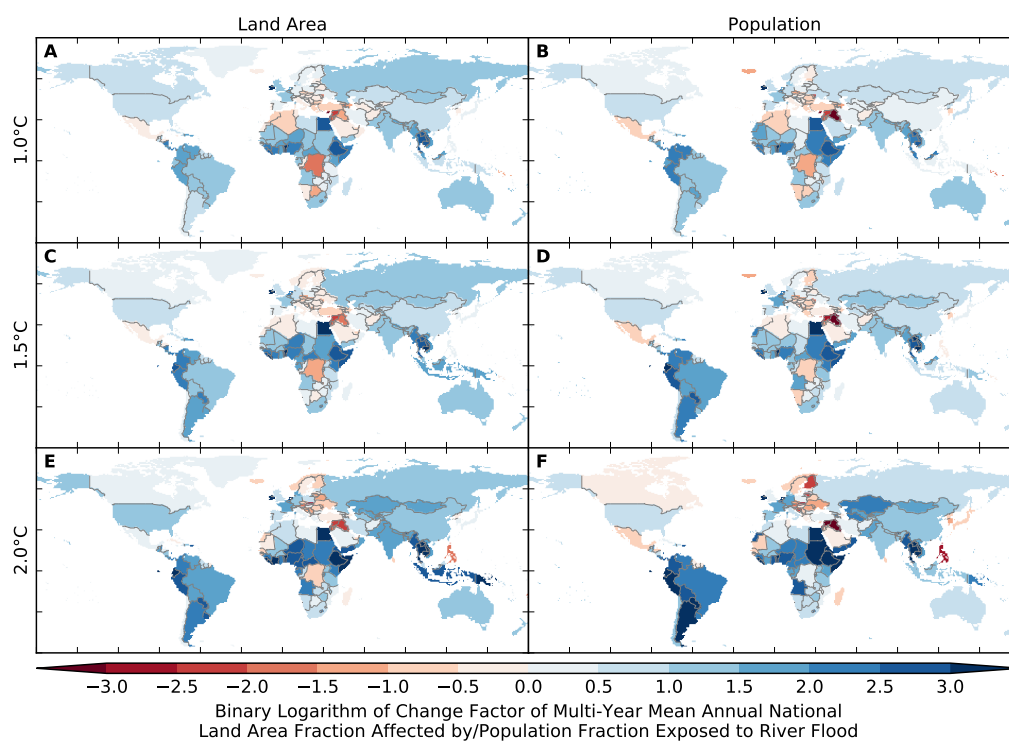 Land Area
Population
A
B
1.0°C
C
D
1.5°C
E
F
2.0°C
−3.0 −2.5 −2.0 −1.5 −1.0 −0.5 0.0 0.5 1.0 1.5 2.0 2.5 3.0
Binary Logarithm of Change Factor of Multi-Year Mean Annual National
Land Area Fraction Affected by/Population Fraction Exposed to River Flood